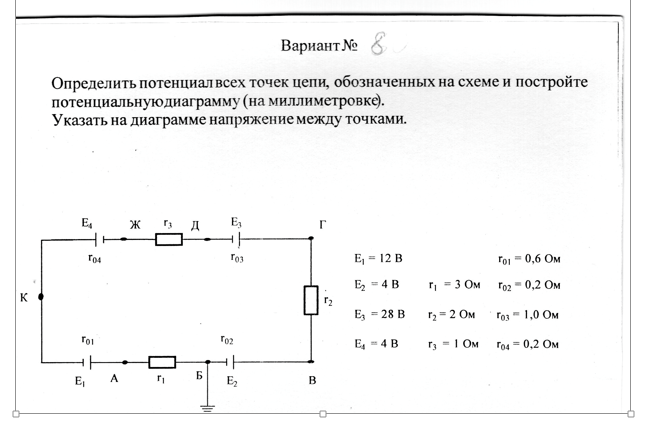 Вариант № 8
Определить потенциал всех точек цепи, обозначенных на схеме и постройте
потенциальную диаграмму (на миллиметровке).
Указать на диаграмме напряжение между точками.
E4 Ж r3 Д E3 Г
r04 r03
E1 = 12 В r01 = 0,6 Ом
E2 = 4 В r1 = 3 Ом r02 = 0,2 Ом
К r2
E3 = 28 В r2 = 2 Ом r03 = 1,0 Ом
r01 r02
E4 = 4 В r3 = 1 Ом r04 = 0,2 Ом
E1 А r1 Б E2 В